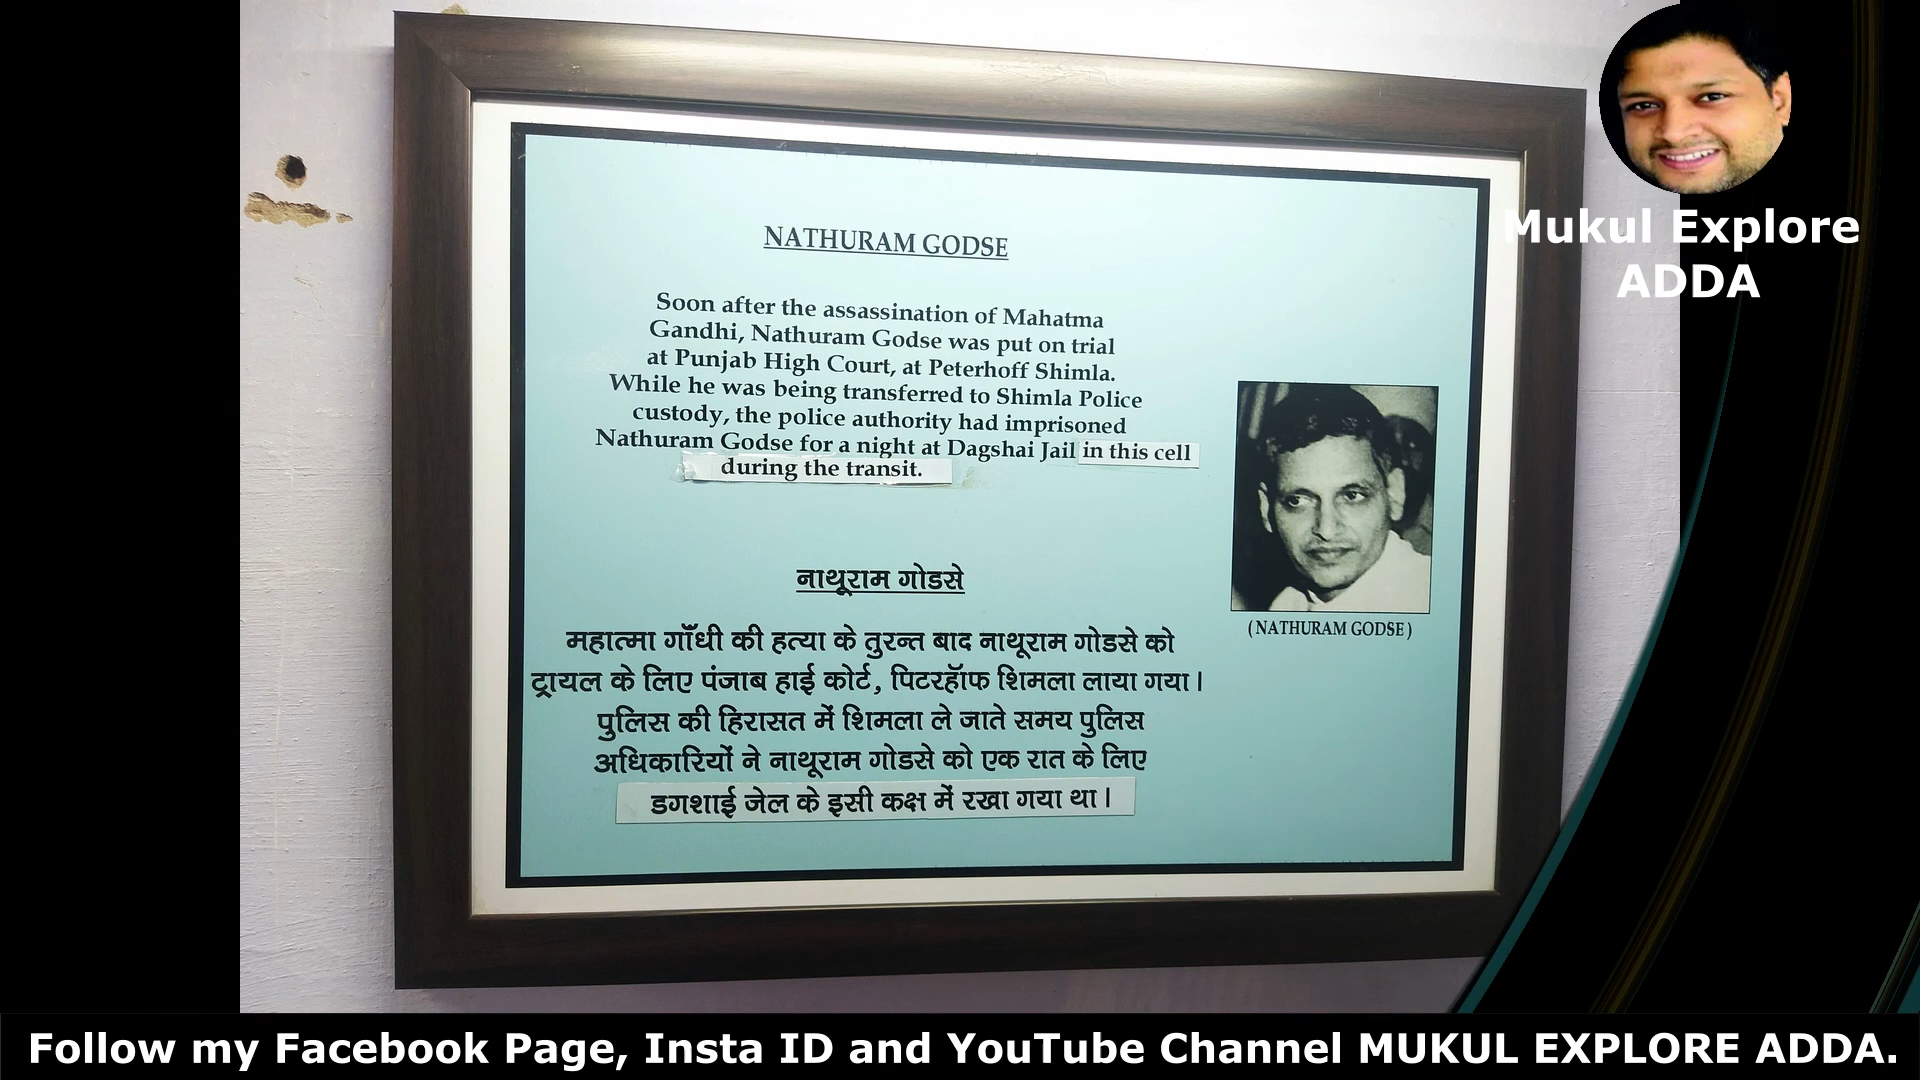 Mukul Explore
ADDA
NATHURAM GODSE
Soon after the assassination of Mahatma
Gandhi, Nathuram Godse was put on trial
at Punjab High Court, at Peterhoff Shimla.
While he was being transferred to Shimla Police
custody, the police authority had imprisoned
Nathuram Godse for a night at Dagshai Jail in this cell
during the transit.
नाथूराम गोडसे
महात्मा गाँधी की हत्या के तुरन्त बाद नाथूराम गोडसे को
ट्रायल के लिए पंजाब हाई कोर्ट, पिटरहॉफ शिमला लाया गया।
पुलिस की हिरासत में शिमला ले जाते समय पुलिस
अधिकारियों ने नाथूराम गोडसे को एक रात के लिए
डगशाई जेल के इसी कक्ष में रखा गया था।
( NATHURAM GODSE )
Follow my Facebook Page, Insta ID and YouTube Channel MUKUL EXPLORE ADDA.